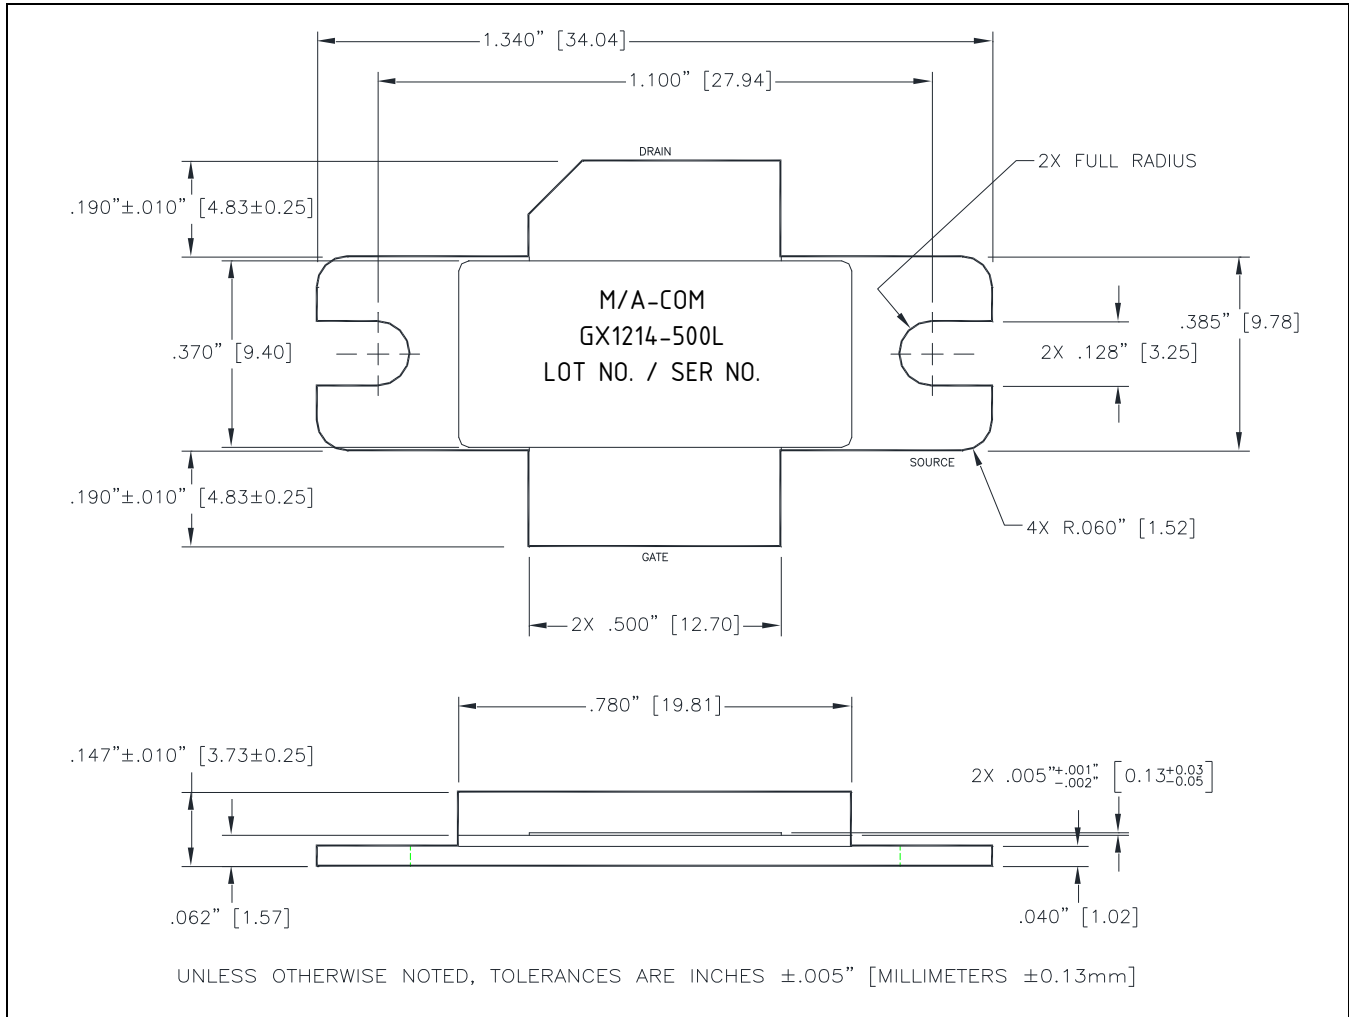 1.340” [34.04]
1.100” [27.94]
DRAIN
2X FULL RADIUS
.190”±.010” [4.83±0.25]
M/A-COM
GX1214-500L
LOT NO. / SER NO.
.385” [9.78]
.370” [9.40]
2X .128” [3.25]
SOURCE
.190”±.010” [4.83±0.25]
4X R.060” [1.52]
GATE
2X .500” [12.70]
.780” [19.81]
.147”±.010” [3.73±0.25]
2X .005”+.001” -.002” [0.13+0.03 -0.05]
.062” [1.57]
.040” [1.02]
UNLESS OTHERWISE NOTED, TOLERANCES ARE INCHES ±.005” [MILLIMETERS ±0.13mm]